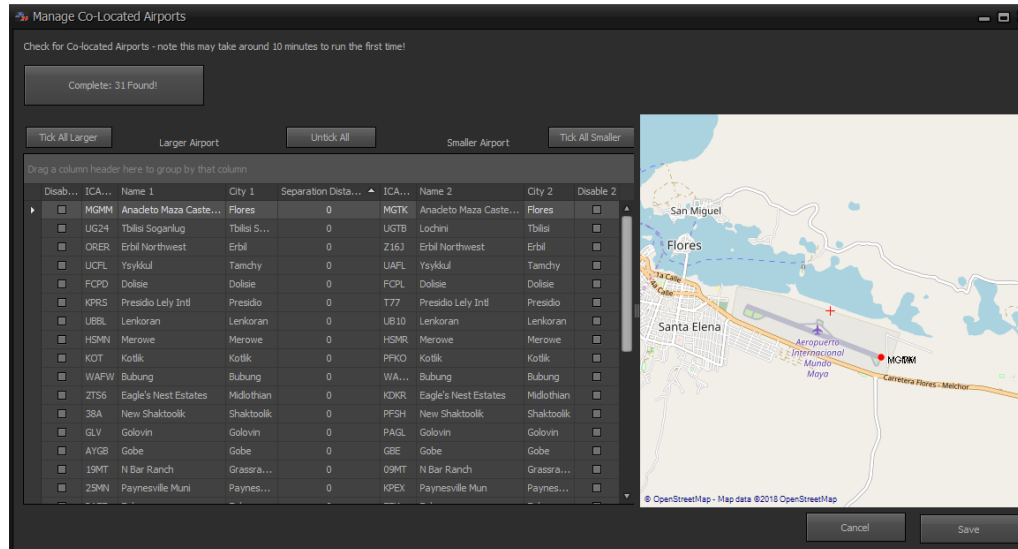 Manage Co-Located Airports
Check for Co-located Airports - note this may take around 10 minutes to run the first time!
Complete: 31 Found!
Tick All Larger Larger Airport Untick All Smaller Airport Tick All Smaller
Drag a column header here to group by that column
Disab... ICA... Name 1 City 1 Separation Dista... ICA... Name 2 City 2 Disable 2
MGMM Anacleto Maza Caste... Flores 0 MGTK Anacleto Maza Caste... Flores
UG24 Tbilisi Soganlug Tbilisi S... 0 UGTB Lochini Tbilisi
ORER Erbil Northwest Erbil 0 Z16J Erbil Northwest Erbil
UCFL Ysykkul Tamchy 0 UAFL Ysykkul Tamchy
FCPD Dolisie Dolisie 0 FCPL Dolisie Dolisie
KPRS Presidio Lely Intl Presidio 0 T77 Presidio Lely Intl Presidio
UBBL Lenkoran Lenkoran 0 UB10 Lenkoran Lenkoran
HSMN Merowe Merowe 0 HSMR Merowe Merowe
KOT Kotlik Kotlik 0 PFKO Kotlik Kotlik
WAFW Bubung Bubung 0 WA... Bubung Bubung
2TS6 Eagle's Nest Estates Midlothian 0 KDKR Eagle's Nest Estates Midlothian
38A New Shaktoolik Shaktoolik 0 PFSH New Shaktoolik Shaktoolik
GLV Golovin Golovin 0 PAGL Golovin Golovin
AYGB Gobe Gobe 0 GBE Gobe Gobe
19MT N Bar Ranch Grassra... 0 09MT N Bar Ranch Grassra...
25MN Paynesville Muni Paynes... 0 KPEX Paynesville Mun Paynes...
San Miguel
Flores
1a Calle
4a Calle
Santa Elena
Aeropuerto
Internacional
Mundo
Maya
Carretera Flores - Melchor
© OpenStreetMap - Map data ©2018 OpenStreetMap
Cancel Save